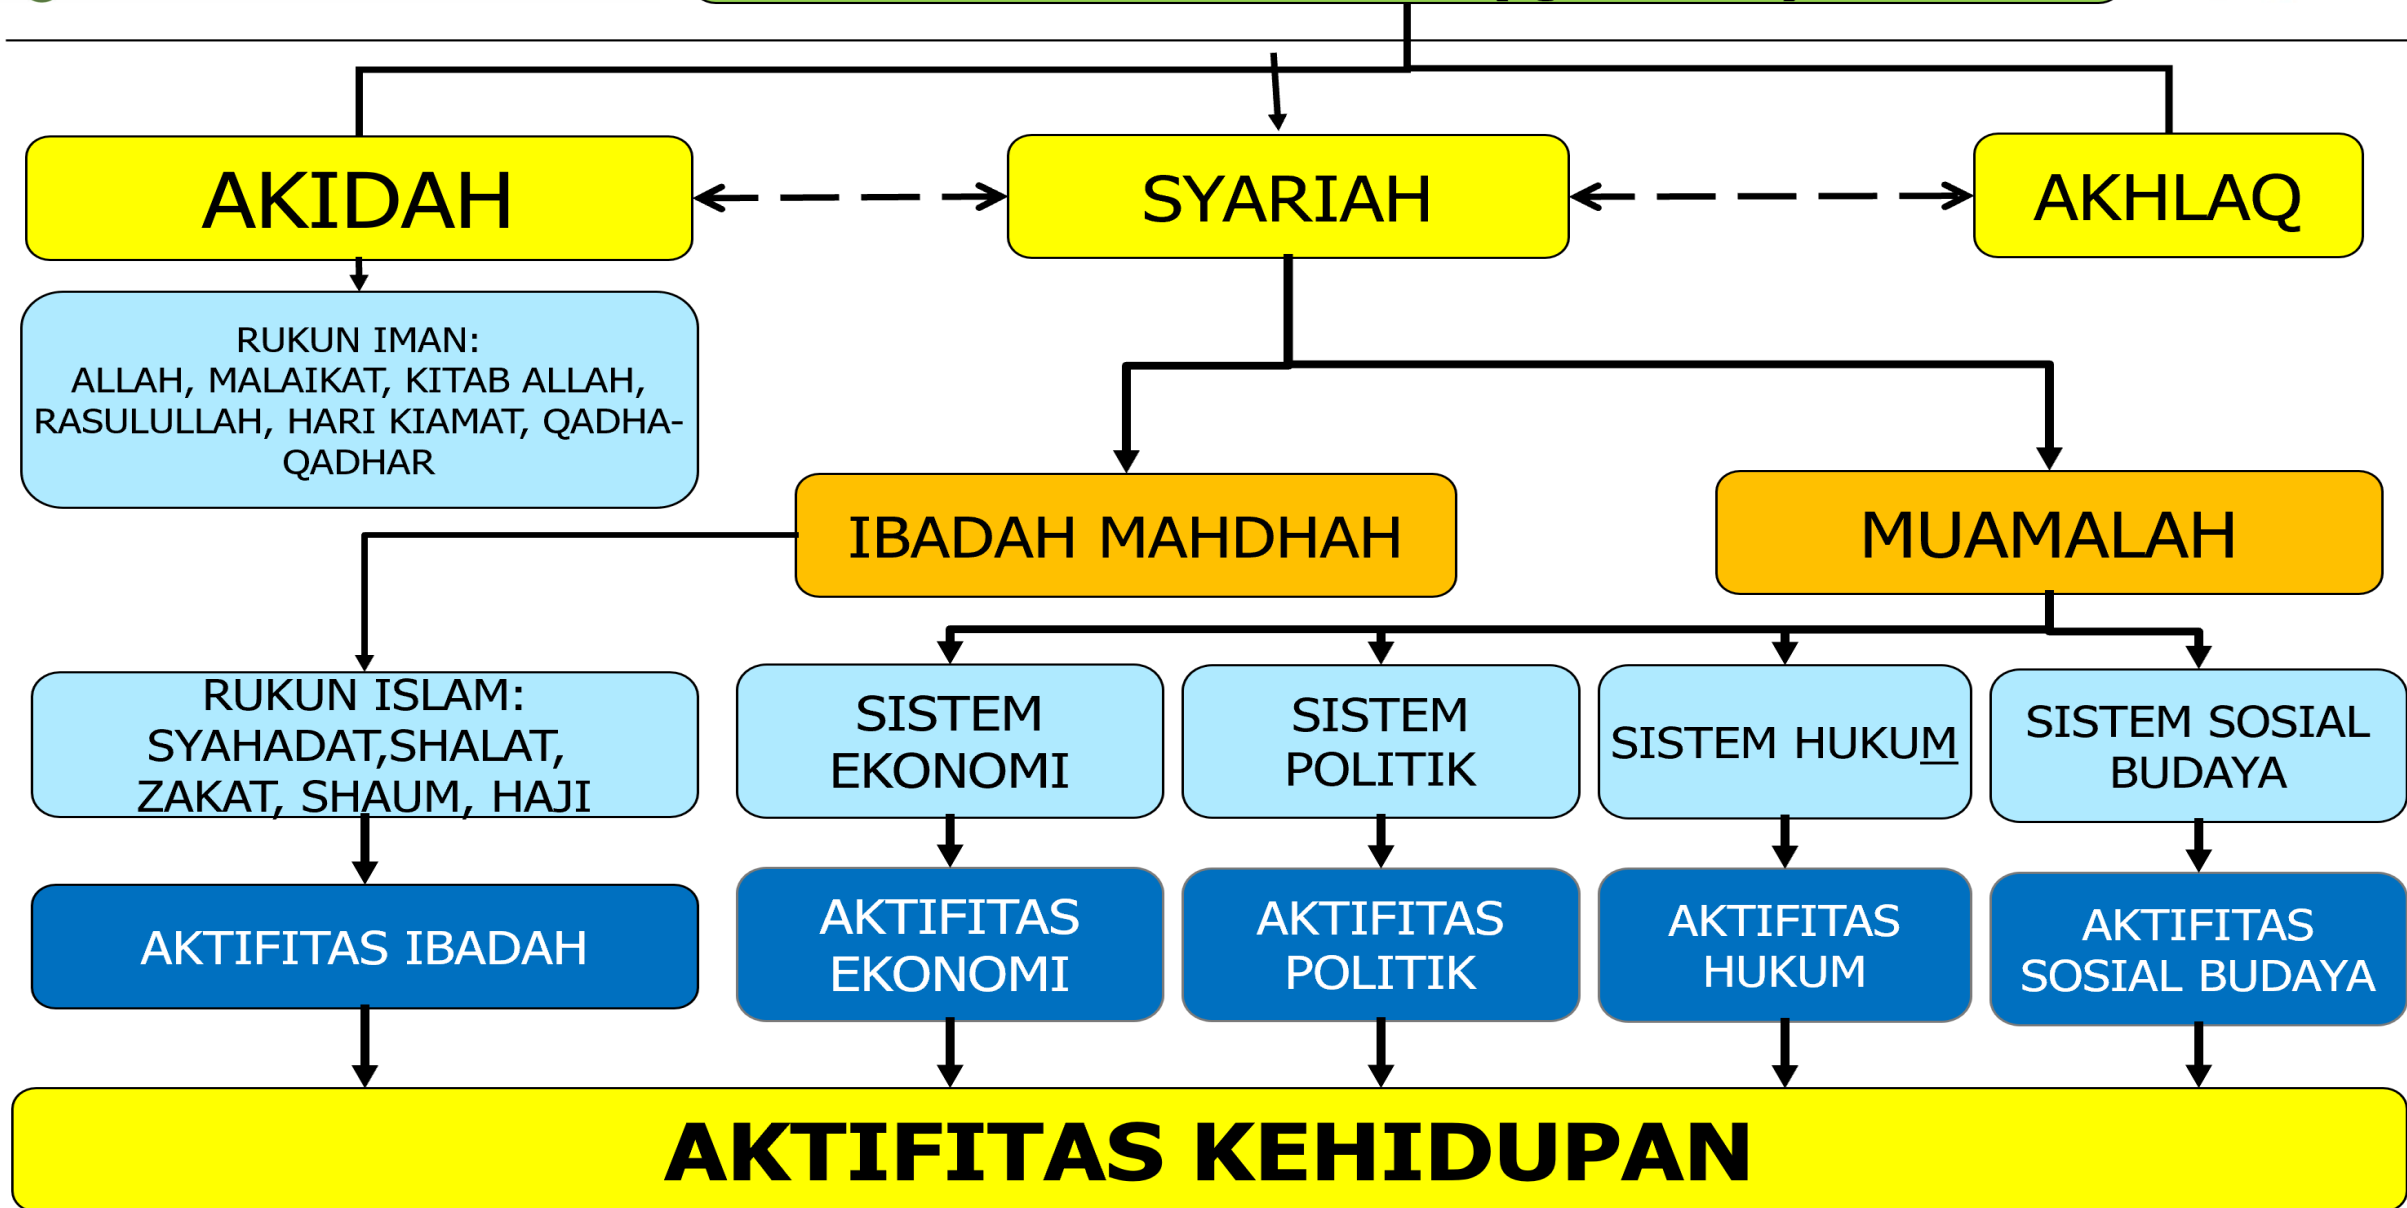 AKIDAH
SYARIAH
AKHLAQ
RUKUN IMAN:
ALLAH, MALAIKAT, KITAB ALLAH,
RASULULLAH, HARI KIAMAT, QADHA-
QADHAR
IBADAH MAHDHAH
MUAMALAH
RUKUN ISLAM:
SYAHADAT,SHALAT,
ZAKAT, SHAUM, HAJI
SISTEM
EKONOMI
SISTEM
POLITIK
SISTEM HUKUM
SISTEM SOSIAL
BUDAYA
AKTIFITAS IBADAH
AKTIFITAS
EKONOMI
AKTIFITAS
POLITIK
AKTIFITAS
HUKUM
AKTIFITAS
SOSIAL BUDAYA
AKTIFITAS KEHIDUPAN